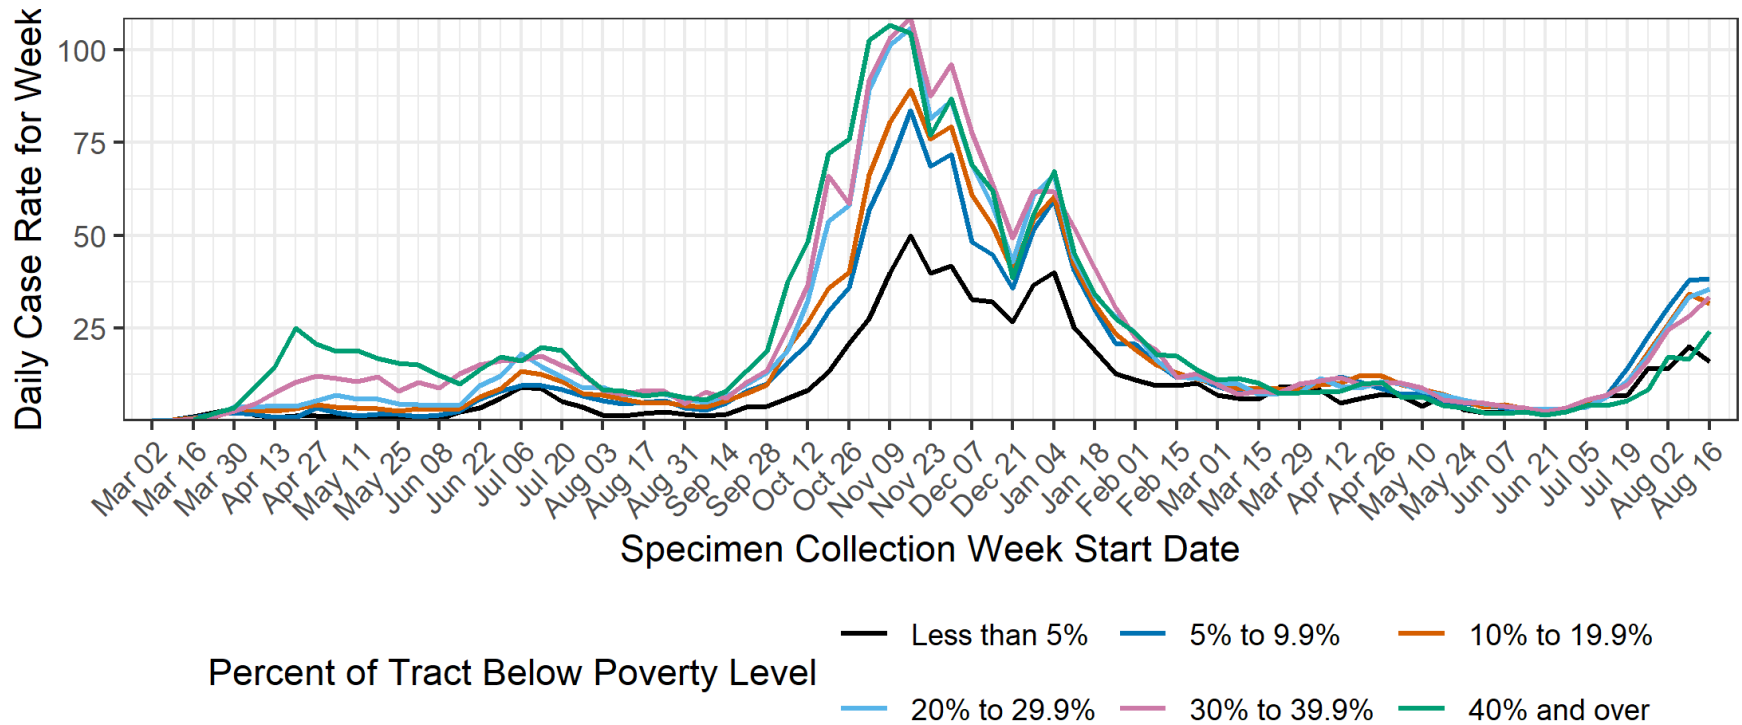 Daily Case Rate for Week
100
75
50
25
Mar 02
Mar 16
Mar 30
Apr 13
Apr 27
May 11
May 25
Jun 08
Jun 22
Jul 06
Jul 20
Aug 03
Aug 17
Aug 31
Sep 14
Sep 28
Oct 12
Oct 26
Nov 09
Nov 23
Dec 07
Dec 21
Jan 04
Jan 18
Feb 01
Feb 15
Mar 01
Mar 15
Mar 29
Apr 12
Apr 26
May 10
May 24
Jun 07
Jun 21
Jul 05
Jul 19
Aug 02
Aug 16
Specimen Collection Week Start Date
Percent of Tract Below Poverty Level
Less than 5%
5% to 9.9%
10% to 19.9%
20% to 29.9%
30% to 39.9%
40% and over